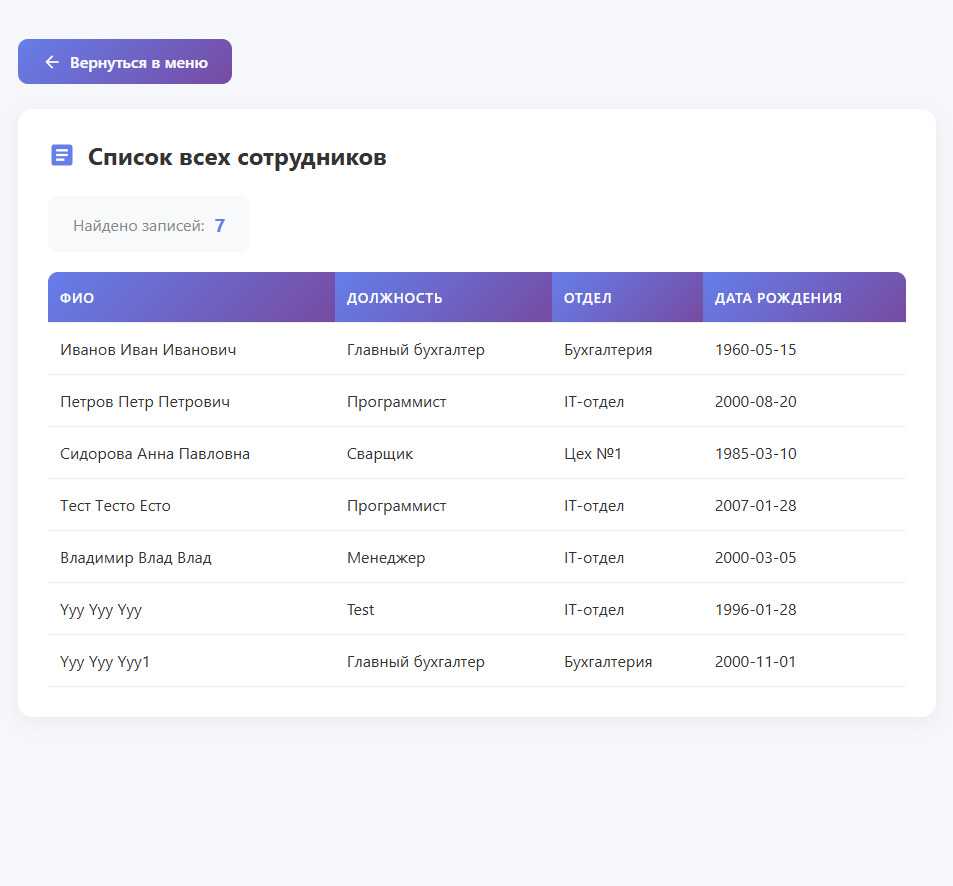 Вернуться в меню
Список всех сотрудников
Найдено записей: 7
ФИО ДОЛЖНОСТЬ ОТДЕЛ ДАТА РОЖДЕНИЯ
Иванов Иван Иванович Главный бухгалтер Бухгалтерия 1960-05-15
Петров Петр Петрович Программист IT-отдел 2000-08-20
Сидорова Анна Павловна Сварщик Цех №1 1985-03-10
Тест Тесто Есто Программист IT-отдел 2007-01-28
Владимир Влад Влад Менеджер IT-отдел 2000-03-05
Yyy Yyy Yyy Test IT-отдел 1996-01-28
Yyy Yyy Yyy1 Главный бухгалтер Бухгалтерия 2000-11-01